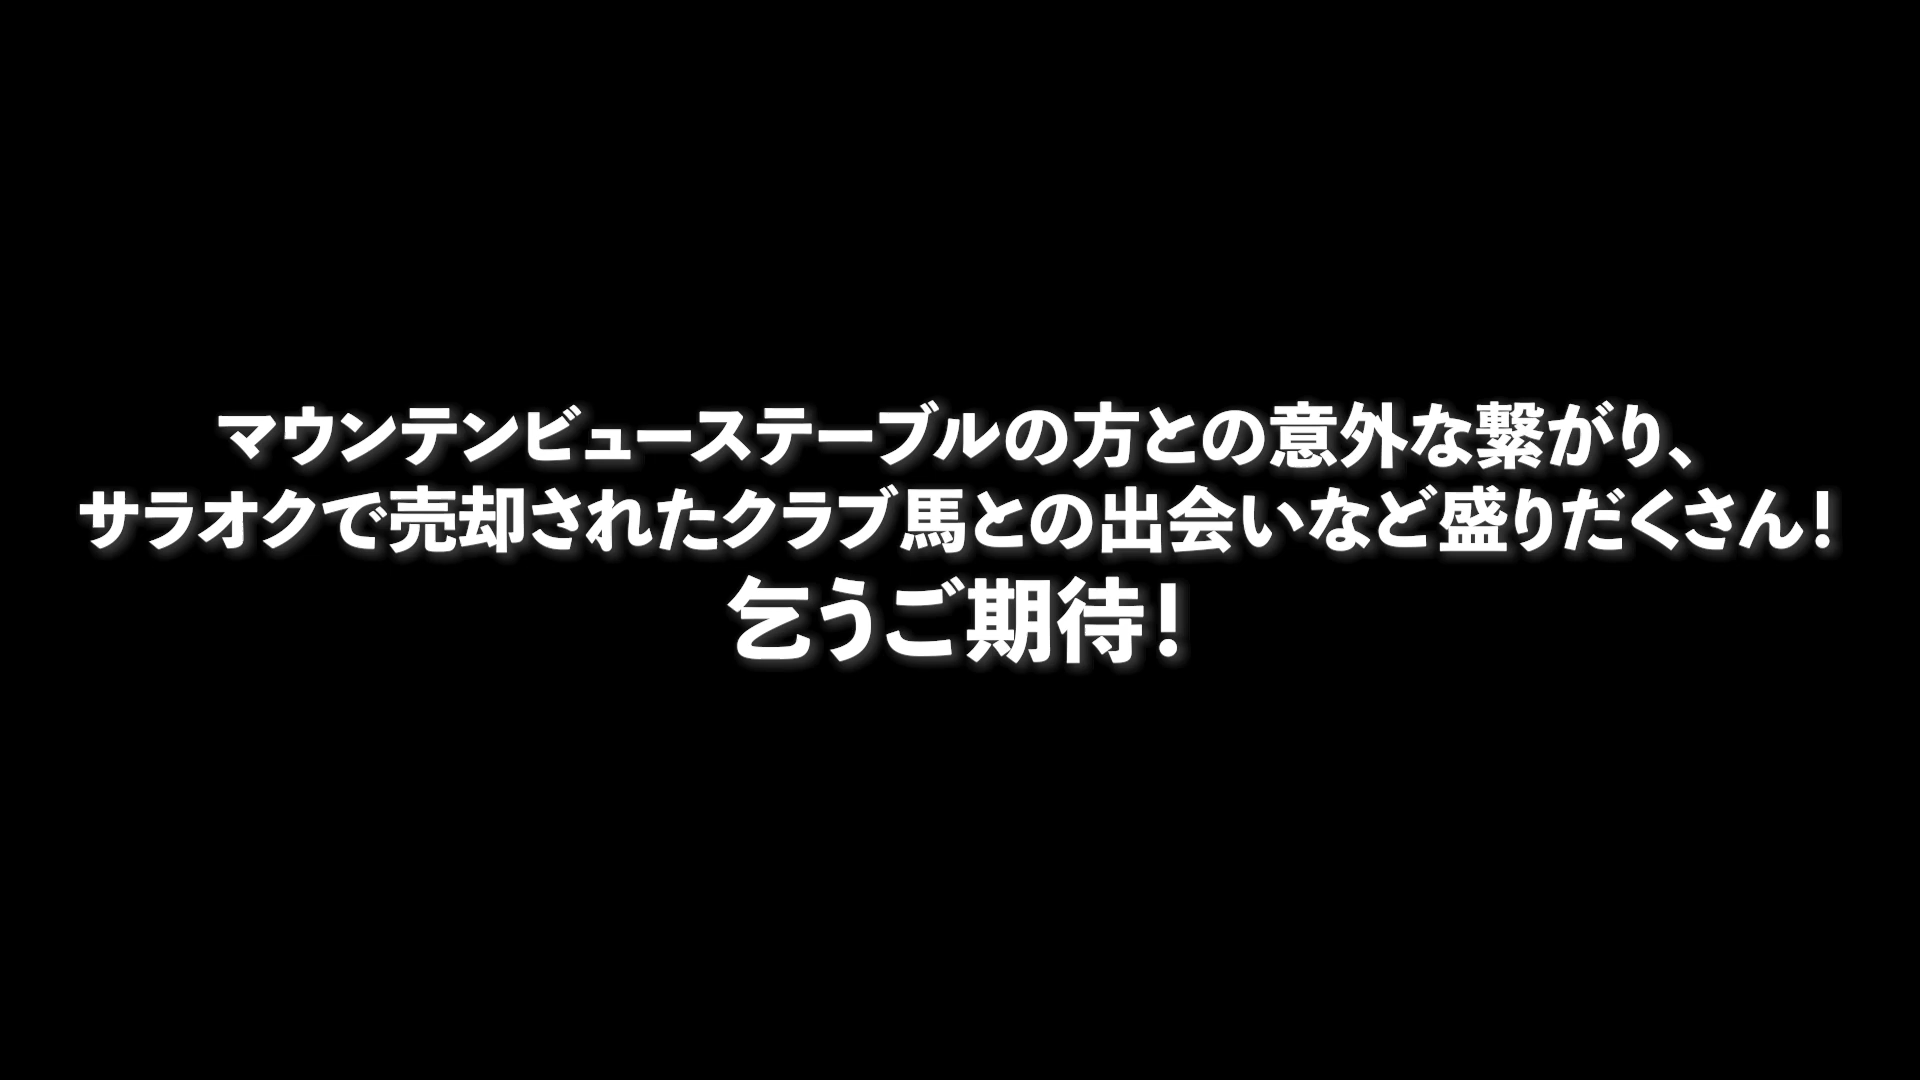 マウンテンビューステーブルの方との意外な繋がり、
サラオクで売却されたクラブ馬との出会いなど盛りだくさん！
乞うご期待！